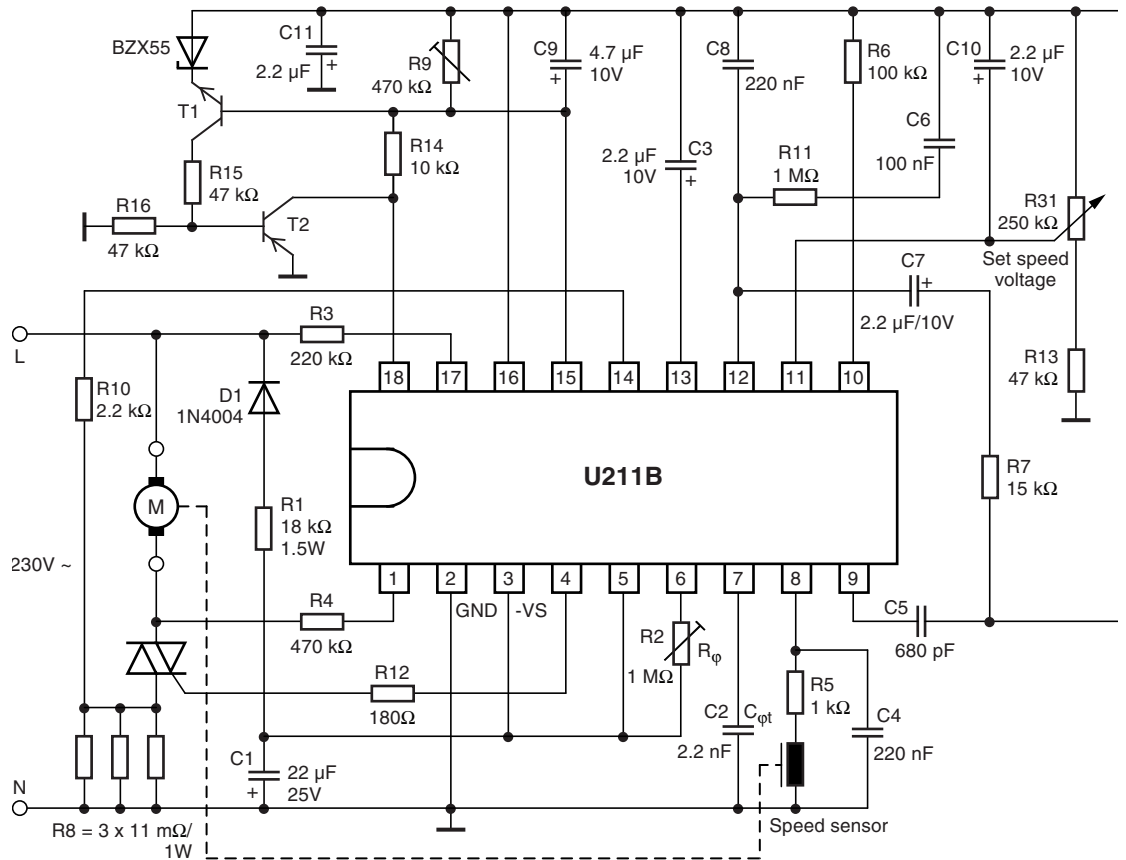 BZX55
C11
2.2 µF
R9
470 kΩ
C9
4.7 µF
10V
C8
220 nF
R6
100 kΩ
C10
2.2 µF
10V
T1
C6
100 nF
R14
10 kΩ
2.2 µF
10V
C3
R11
1 MΩ
R15
47 kΩ
R16
47 kΩ
T2
R31
250 kΩ
Set speed
voltage
C7
2.2 µF/10V
L
R3
220 kΩ
R13
47 kΩ
R10
2.2 kΩ
D1
1N4004
18 17 16 15 14 13 12 11 10
U211B
R7
15 kΩ
M
R1
18 kΩ
1.5W
230V ~
1 2 3 4 5 6 7 8 9
GND -VS
R4
470 kΩ
C5
680 pF
R2
Rφ
1 MΩ
R12
180Ω
R5
1 kΩ
C2 Cφt
2.2 nF
C4
220 nF
C1
22 µF
25V
N
R8 = 3 x 11 mΩ/
1W
Speed sensor